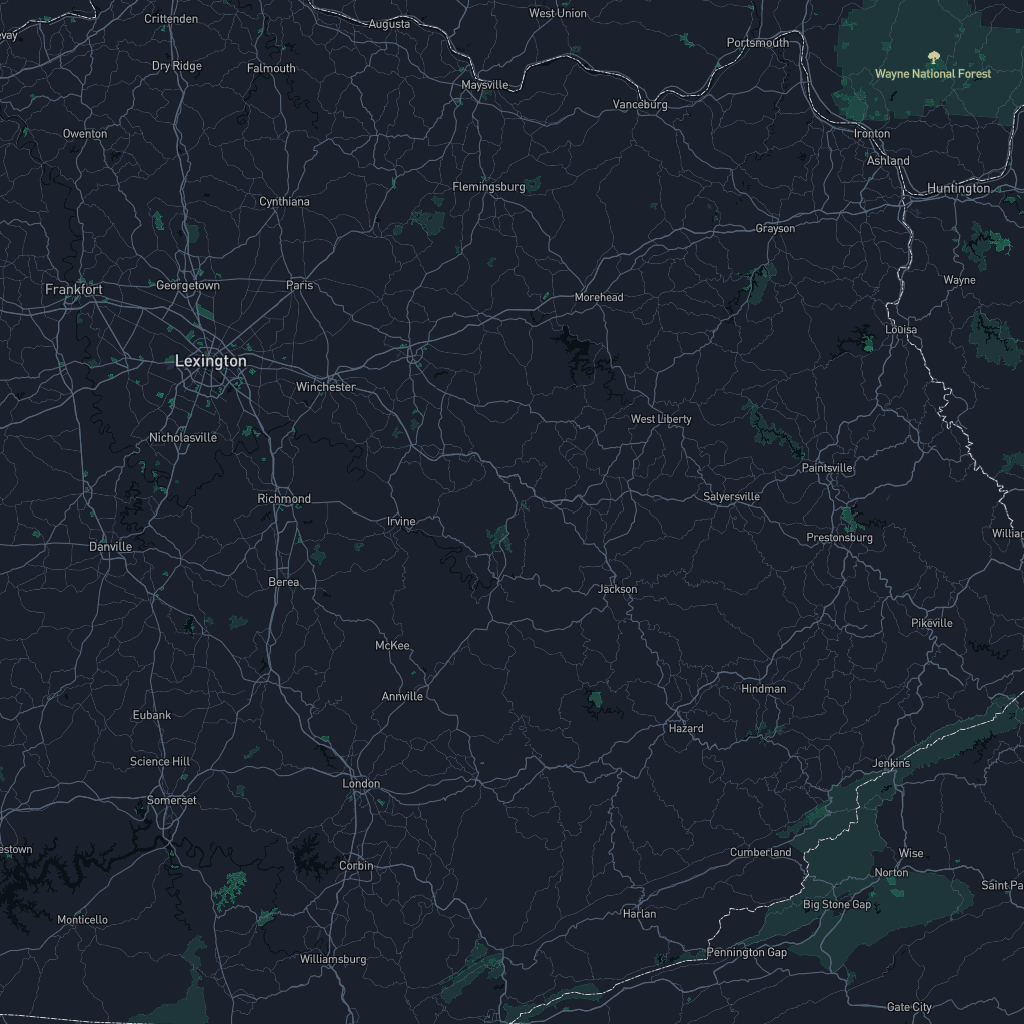 West Union
Crittenden
Augusta
Portsmouth
Dry Ridge
Falmouth
Wayne National Forest
Maysville
Vanceburg
Owenton
Ironton
Ashland
Flemingsburg
Huntington
Cynthiana
Grayson
Wayne
Frankfort
Georgetown
Paris
Morehead
Louisa
Lexington
Winchester
West Liberty
Nicholasville
Paintsville
Richmond
Salyersville
Irvine
Prestonsburg
Danville
Berea
Jackson
Pikeville
McKee
Hindman
Annville
Eubank
Hazard
Science Hill
Jenkins
London
Somerset
Cumberland
Wise
Corbin
Norton
Big Stone Gap
Harlan
Monticello
Pennington Gap
Williamsburg
Gate City